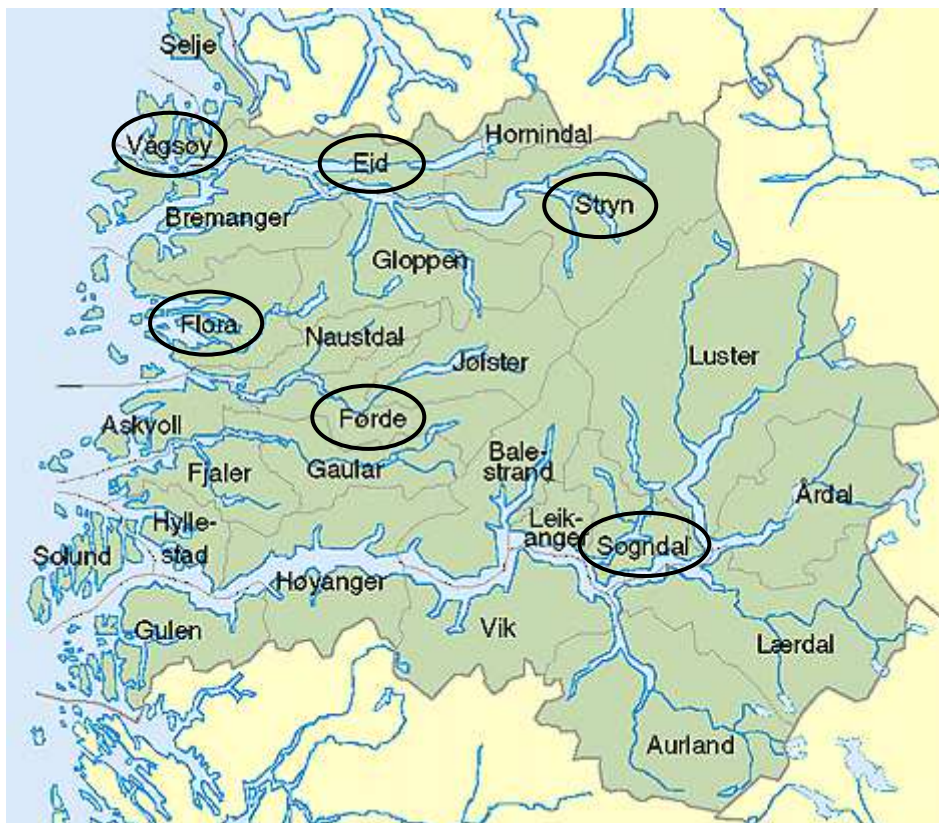 Selje
Vågsøy
Eid
Hornindal
Stryn
Bremanger
Gloppen
Flora
Naustdal
Jølster
Luster
Førde
Askvoll
Fjaler
Gaular
Bale-
strand
Årdal
Hylle-
stad
Leik-
anger
Sogndal
Solund
Høyanger
Gulen
Vik
Lærdal
Aurland